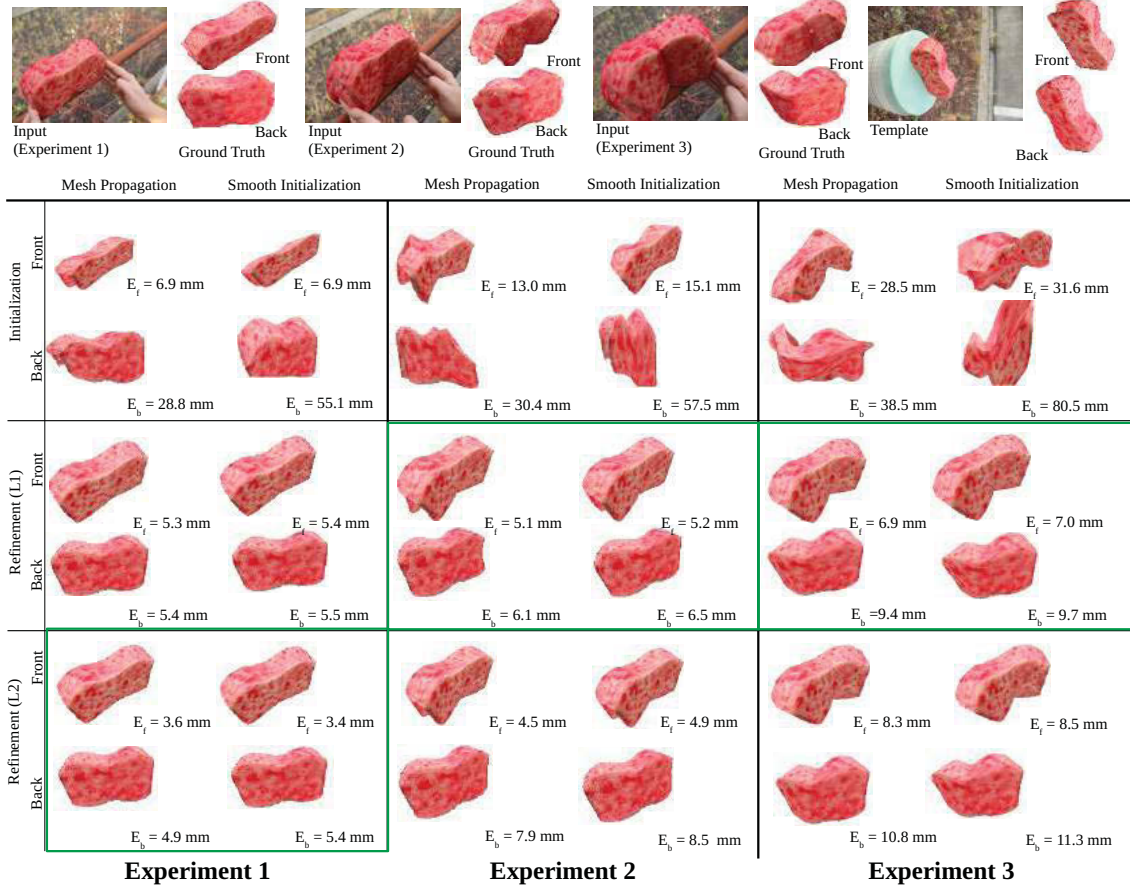 Front
Back
Input
(Experiment 1)
Ground Truth
Front
Back
Input
(Experiment 2)
Ground Truth
Front
Back
Input
(Experiment 3)
Ground Truth
Front
Template
Back
Mesh Propagation Smooth Initialization Mesh Propagation Smooth Initialization Mesh Propagation Smooth Initialization
Initialization
Front
E_f = 6.9 mm E_f = 6.9 mm E_f = 13.0 mm E_f = 15.1 mm E_f = 28.5 mm E_f = 31.6 mm
Back
E_b = 28.8 mm E_b = 55.1 mm E_b = 30.4 mm E_b = 57.5 mm E_b = 38.5 mm E_b = 80.5 mm
Refinement (L1)
Front
E_f = 5.3 mm E_f = 5.4 mm E_f = 5.1 mm E_f = 5.2 mm E_f = 6.9 mm E_f = 7.0 mm
Back
E_b = 5.4 mm E_b = 5.5 mm E_b = 6.1 mm E_b = 6.5 mm E_b =9.4 mm E_b = 9.7 mm
Refinement (L2)
Front
E_f = 3.6 mm E_f = 3.4 mm E_f = 4.5 mm E_f = 4.9 mm E_f = 8.3 mm E_f = 8.5 mm
Back
E_b = 4.9 mm E_b = 5.4 mm E_b = 7.9 mm E_b = 8.5 mm E_b = 10.8 mm E_b = 11.3 mm
Experiment 1 Experiment 2 Experiment 3